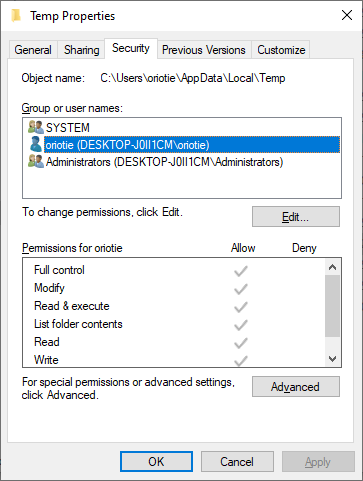 Temp Properties
General Sharing Security Previous Versions Customize
Object name: C:\Users\oriotie\AppData\Local\Temp
Group or user names:
SYSTEM
oriotie (DESKTOP-J0II1CM\oriotie)
Administrators (DESKTOP-J0II1CM\Administrators)
To change permissions, click Edit.
Edit...
Permissions for oriotie Allow Deny
Full control
Modify
Read & execute
List folder contents
Read
Write
For special permissions or advanced settings,
click Advanced.
Advanced
OK Cancel Apply